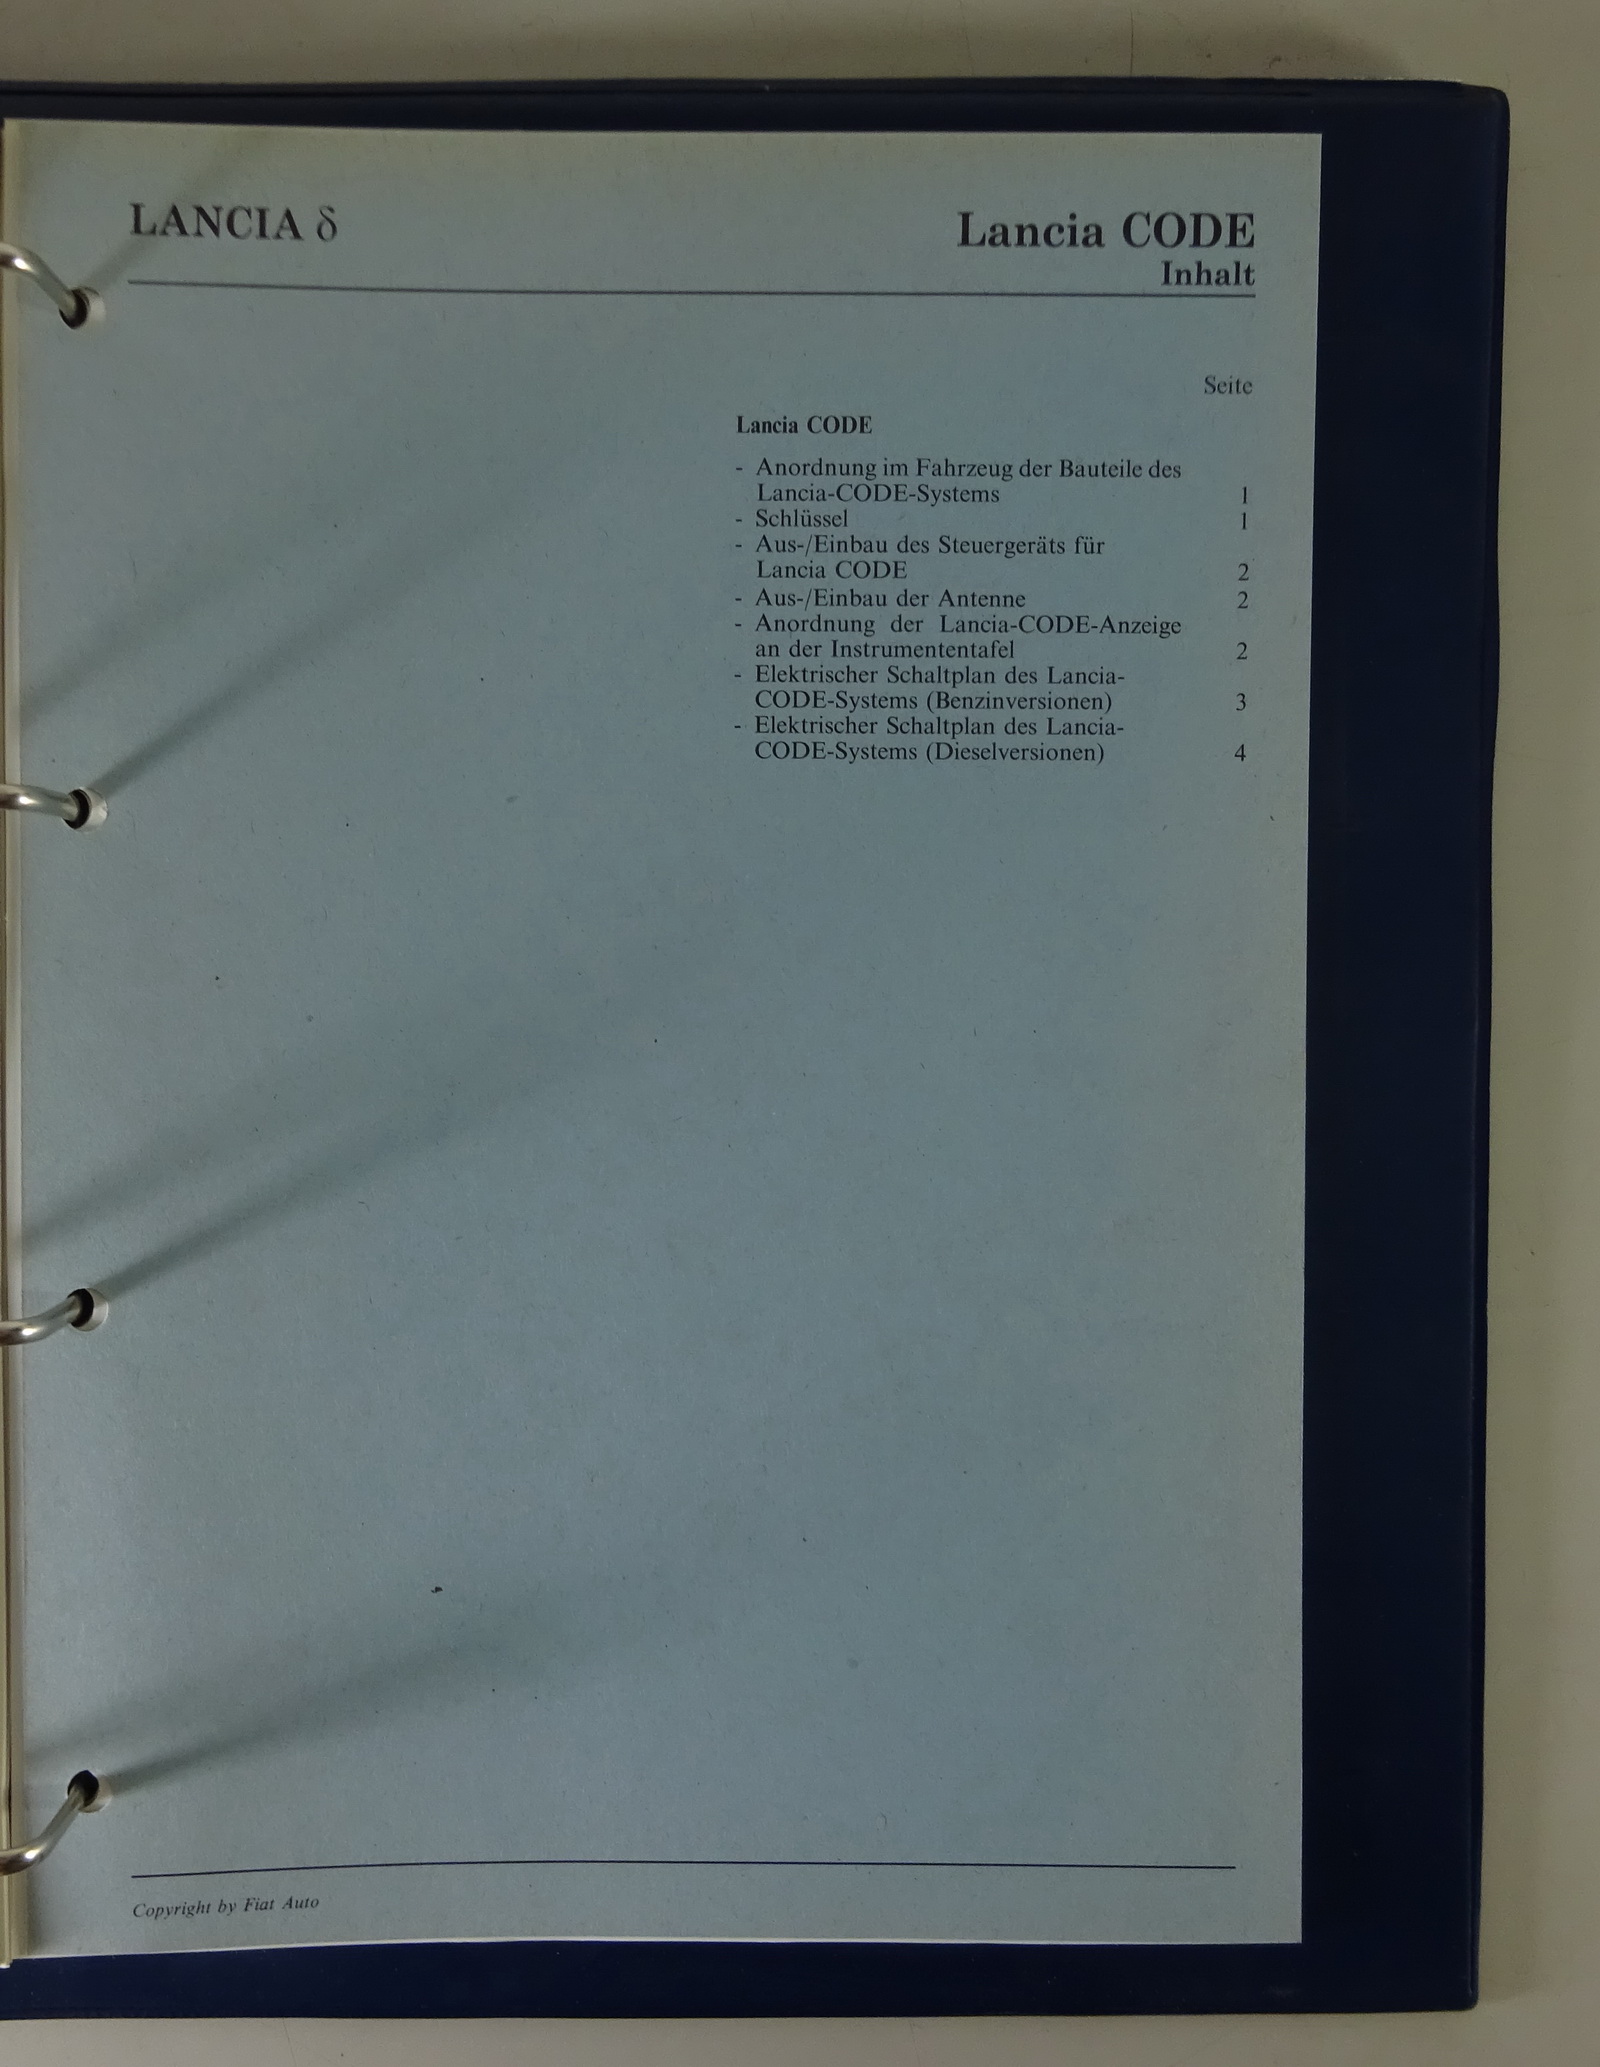 LANCIA δ
Lancia CODE
Inhalt
Seite
Lancia CODE
- Anordnung im Fahrzeug der Bauteile des
Lancia-CODE-Systems 1
- Schlüssel 1
- Aus-/Einbau des Steuergeräts für
Lancia CODE 2
- Aus-/Einbau der Antenne 2
- Anordnung der Lancia-CODE-Anzeige
an der Instrumententafel 2
- Elektrischer Schaltplan des Lancia-
CODE-Systems (Benzinversionen) 3
- Elektrischer Schaltplan des Lancia-
CODE-Systems (Dieselversionen) 4
Copyright by Fiat Auto